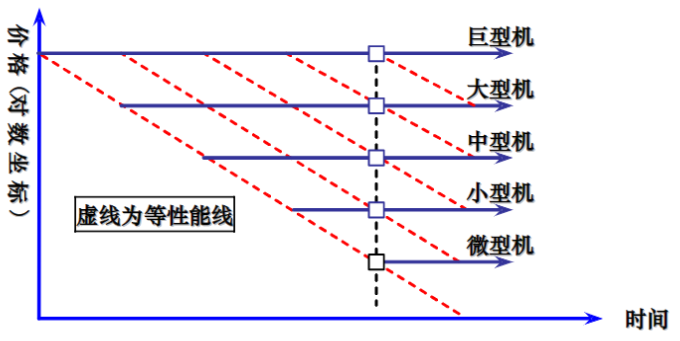 价格(对数坐标)
巨型机
大型机
中型机
小型机
虚线为等性能线
微型机
时间